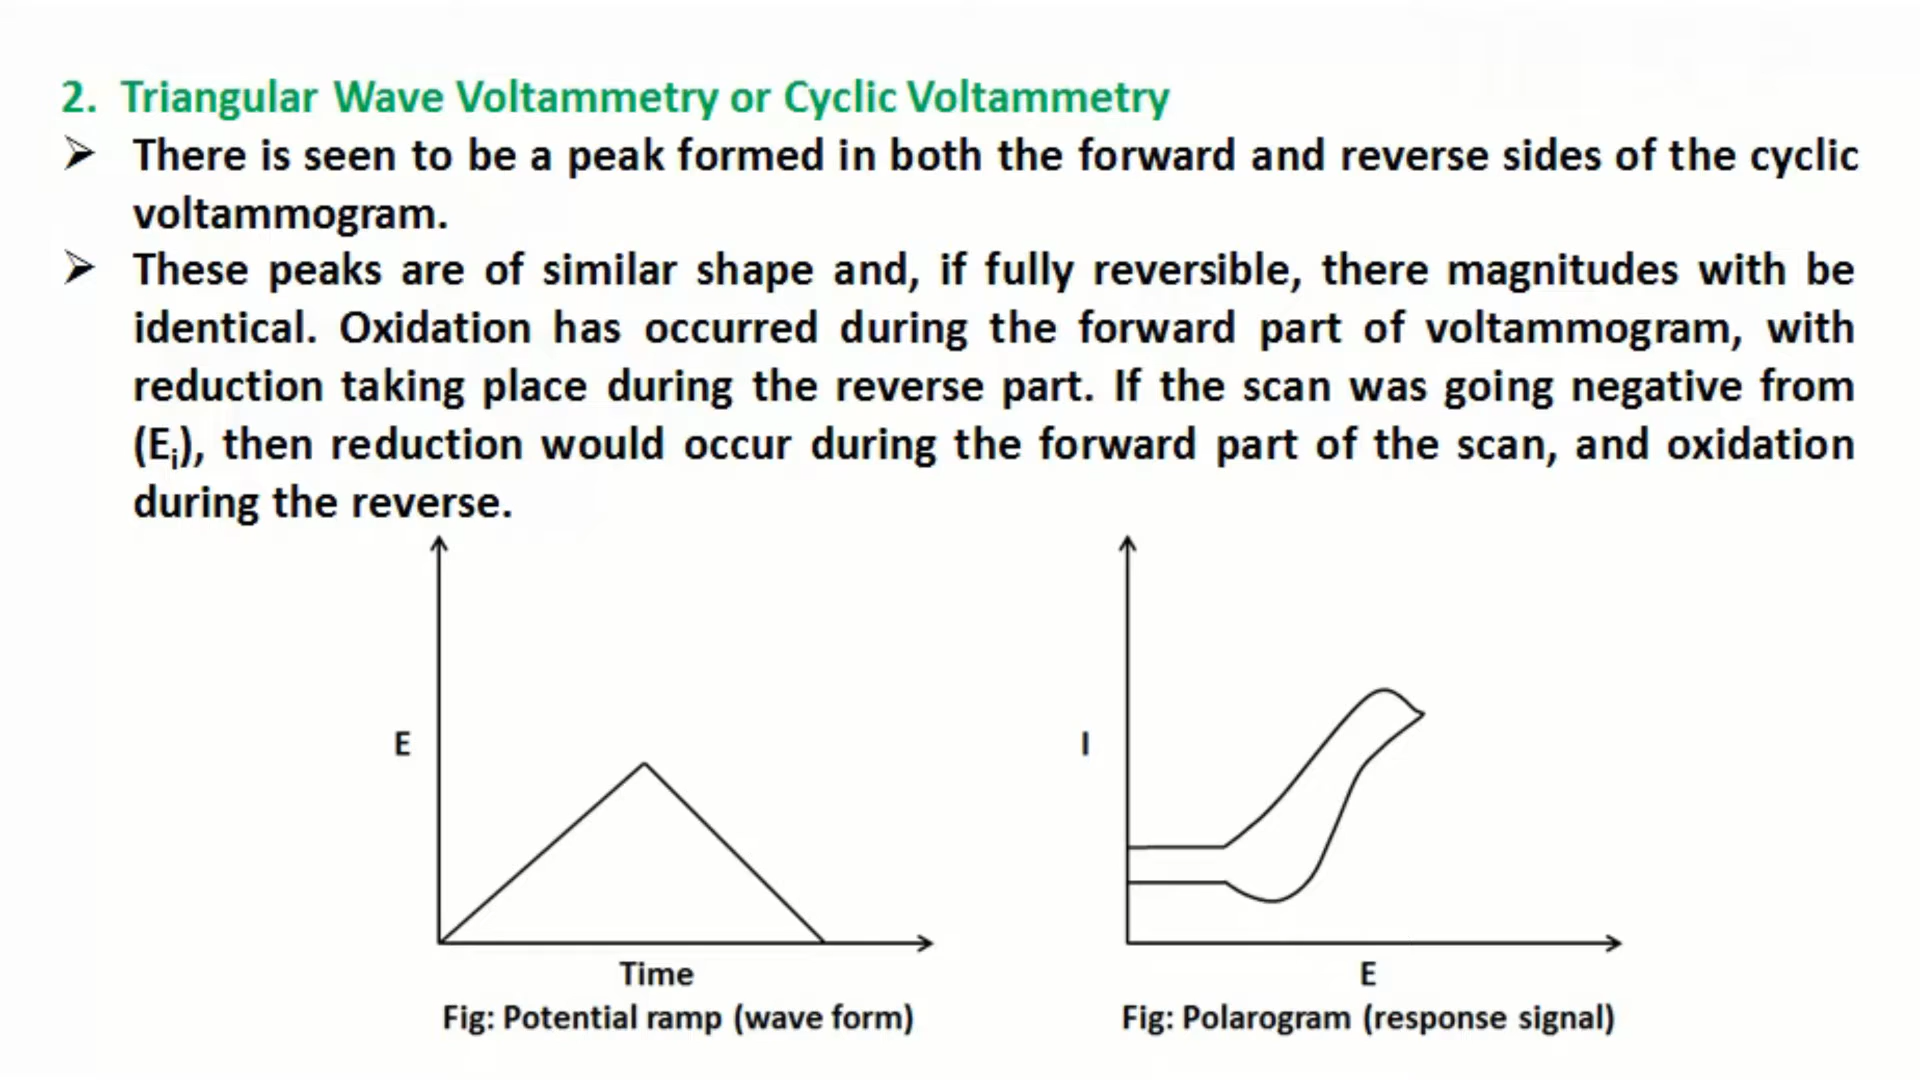 2. Triangular Wave Voltammetry or Cyclic Voltammetry
➢ There is seen to be a peak formed in both the forward and reverse sides of the cyclic
voltammogram.
➢ These peaks are of similar shape and, if fully reversible, there magnitudes with be
identical. Oxidation has occurred during the forward part of voltammogram, with
reduction taking place during the reverse part. If the scan was going negative from
(Ei), then reduction would occur during the forward part of the scan, and oxidation
during the reverse.
E
Time
Fig: Potential ramp (wave form)
I
E
Fig: Polarogram (response signal)